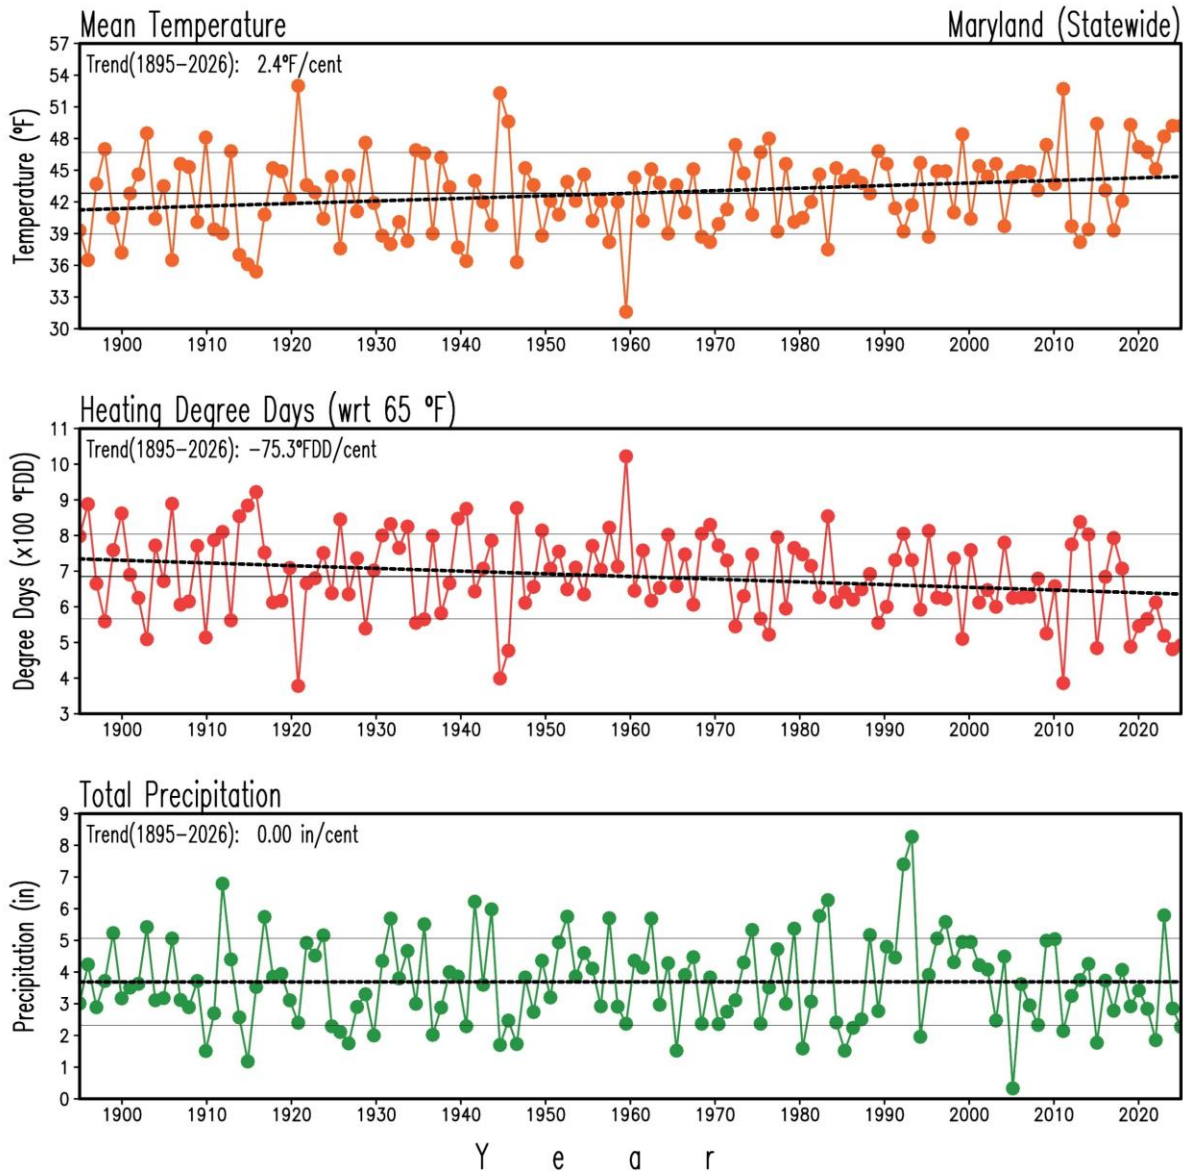 Mean Temperature Maryland (Statewide)
Trend(1895-2026): 2.4°F/cent
Temperature (°F)
57
54
51
48
45
42
39
36
33
30
1900 1910 1920 1930 1940 1950 1960 1970 1980 1990 2000 2010 2020
Heating Degree Days (wrt 65 °F)
Trend(1895-2026): -75.3°FDD/cent
Degree Days (x100 °FDD)
11
10
9
8
7
6
5
4
3
1900 1910 1920 1930 1940 1950 1960 1970 1980 1990 2000 2010 2020
Total Precipitation
Trend(1895-2026): 0.00 in/cent
Precipitation (in)
9
8
7
6
5
4
3
2
1
0
1900 1910 1920 1930 1940 1950 1960 1970 1980 1990 2000 2010 2020
Y e a r